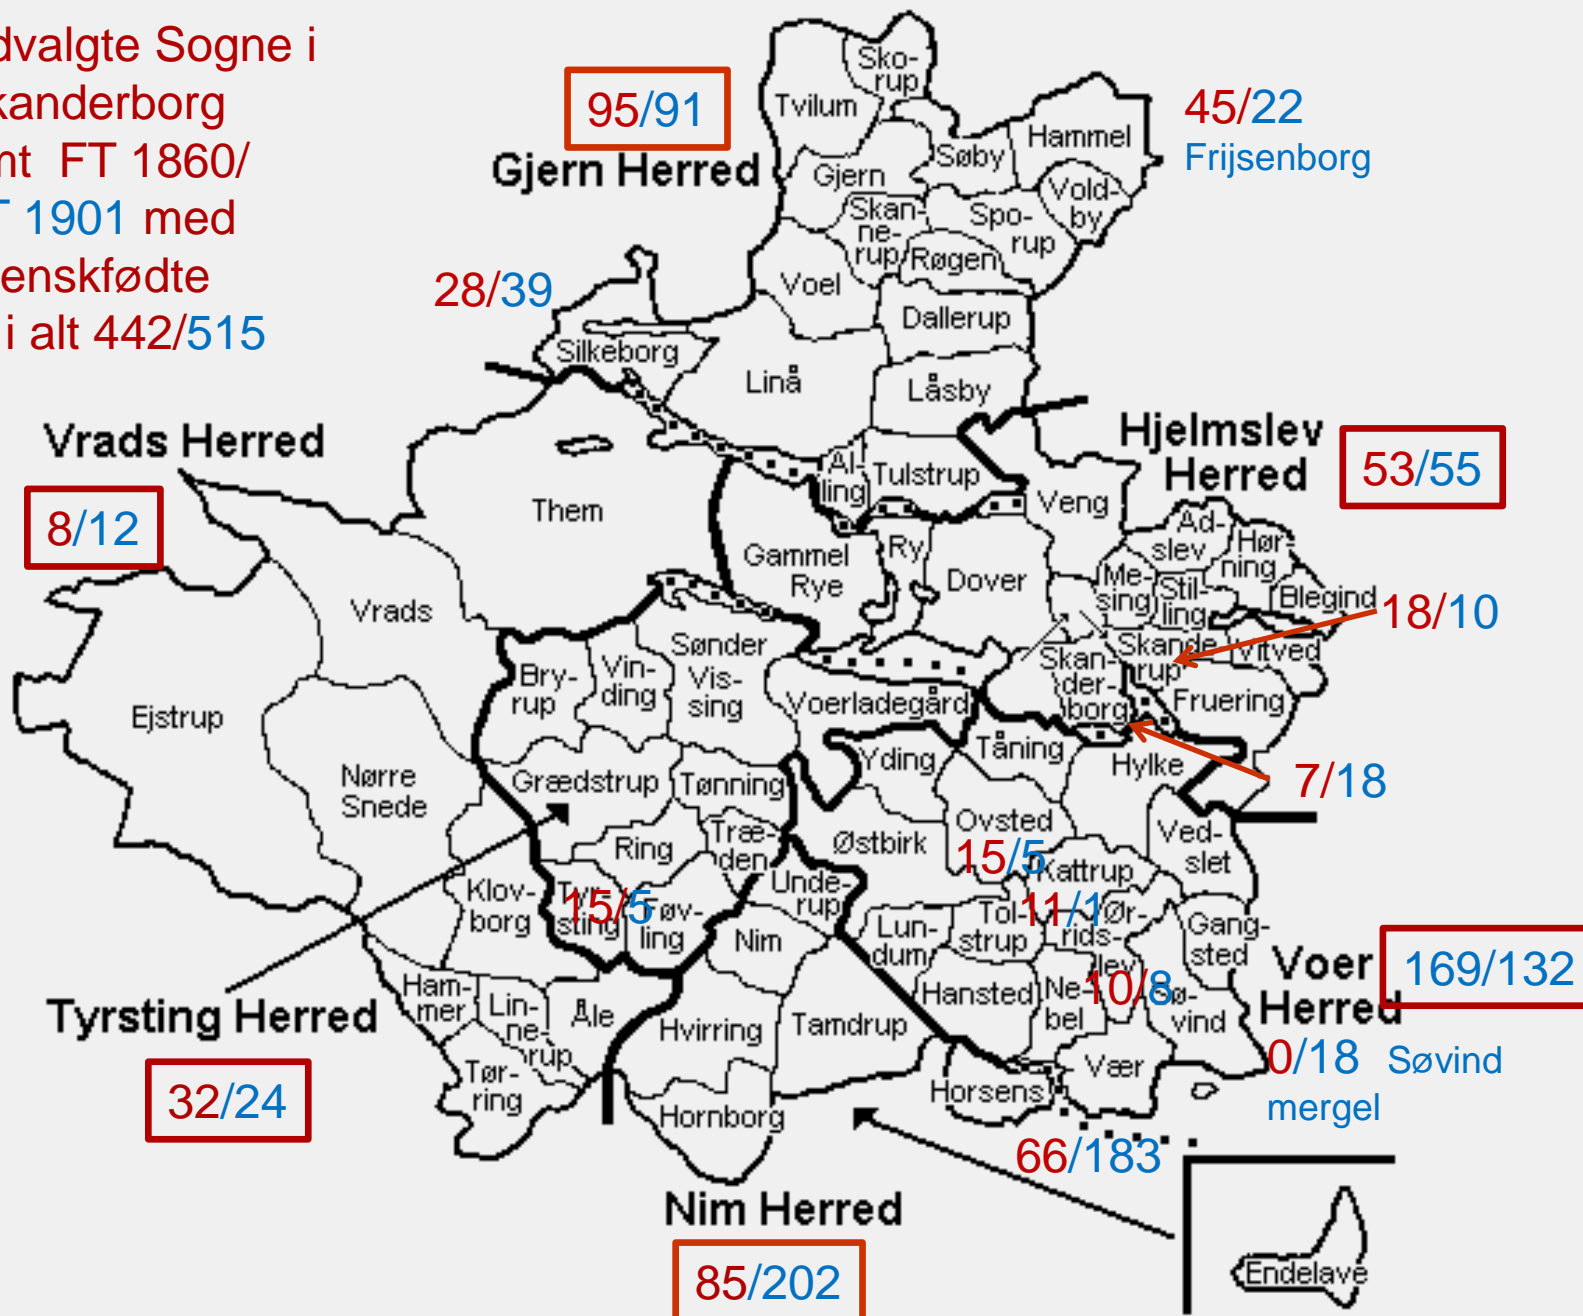 dvalgte Sogne i
kanderborg
mt FT 1860/
T 1901 med
enskfødte
i alt 442/515
95/91
Gjern Herred
45/22
Frijsenborg
28/39
Sko-
rup
Tvilum
Hammel
Søby
Gjern
Vold-
by
Skan-
ne-
rup
Spo-
rup
Røgen
Voel
Dallerup
Silkeborg
Linå
Låsby
Vrads Herred
8/12
Hjelmslev
Herred
53/55
Al-
ling
Tulstrup
Them
Veng
Ad-
slev
Hør-
ning
Gammel
Rye
Ry
Dover
Me-
sing
Stil-
ling
Blegind
18/10
Vrads
Sønder
Vis-
sing
Bry-
rup
Vin-
ding
Skan-
der-
borg
Skande
rup
Vitved
Voerladegård
Fruering
Ejstrup
Yding
Tåning
Hylke
7/18
Nørre
Snede
Grædstrup
Tønning
Ovsted
15/5
Ved-
slet
Ring
Træ-
den
Østbirk
Kattrup
Klov-
borg
Tyr-
sting
15/5
Føv-
ling
Unde-
rup
11/1
Tol-
strup
Ør-
rids-
lev
Gang-
sted
Nim
Lun-
dum
Voer
Herred
169/132
Ham-
mer
Lin-
ne-
rup
Åle
Hansted
Ne-
bel
10/8
Sø-
vind
Tyrsting Herred
32/24
Hvirring
Tamdrup
0/18 Søvind
mergel
Tør-
ring
Hornborg
Horsens
Vær
66/183
Nim Herred
85/202
Endelave